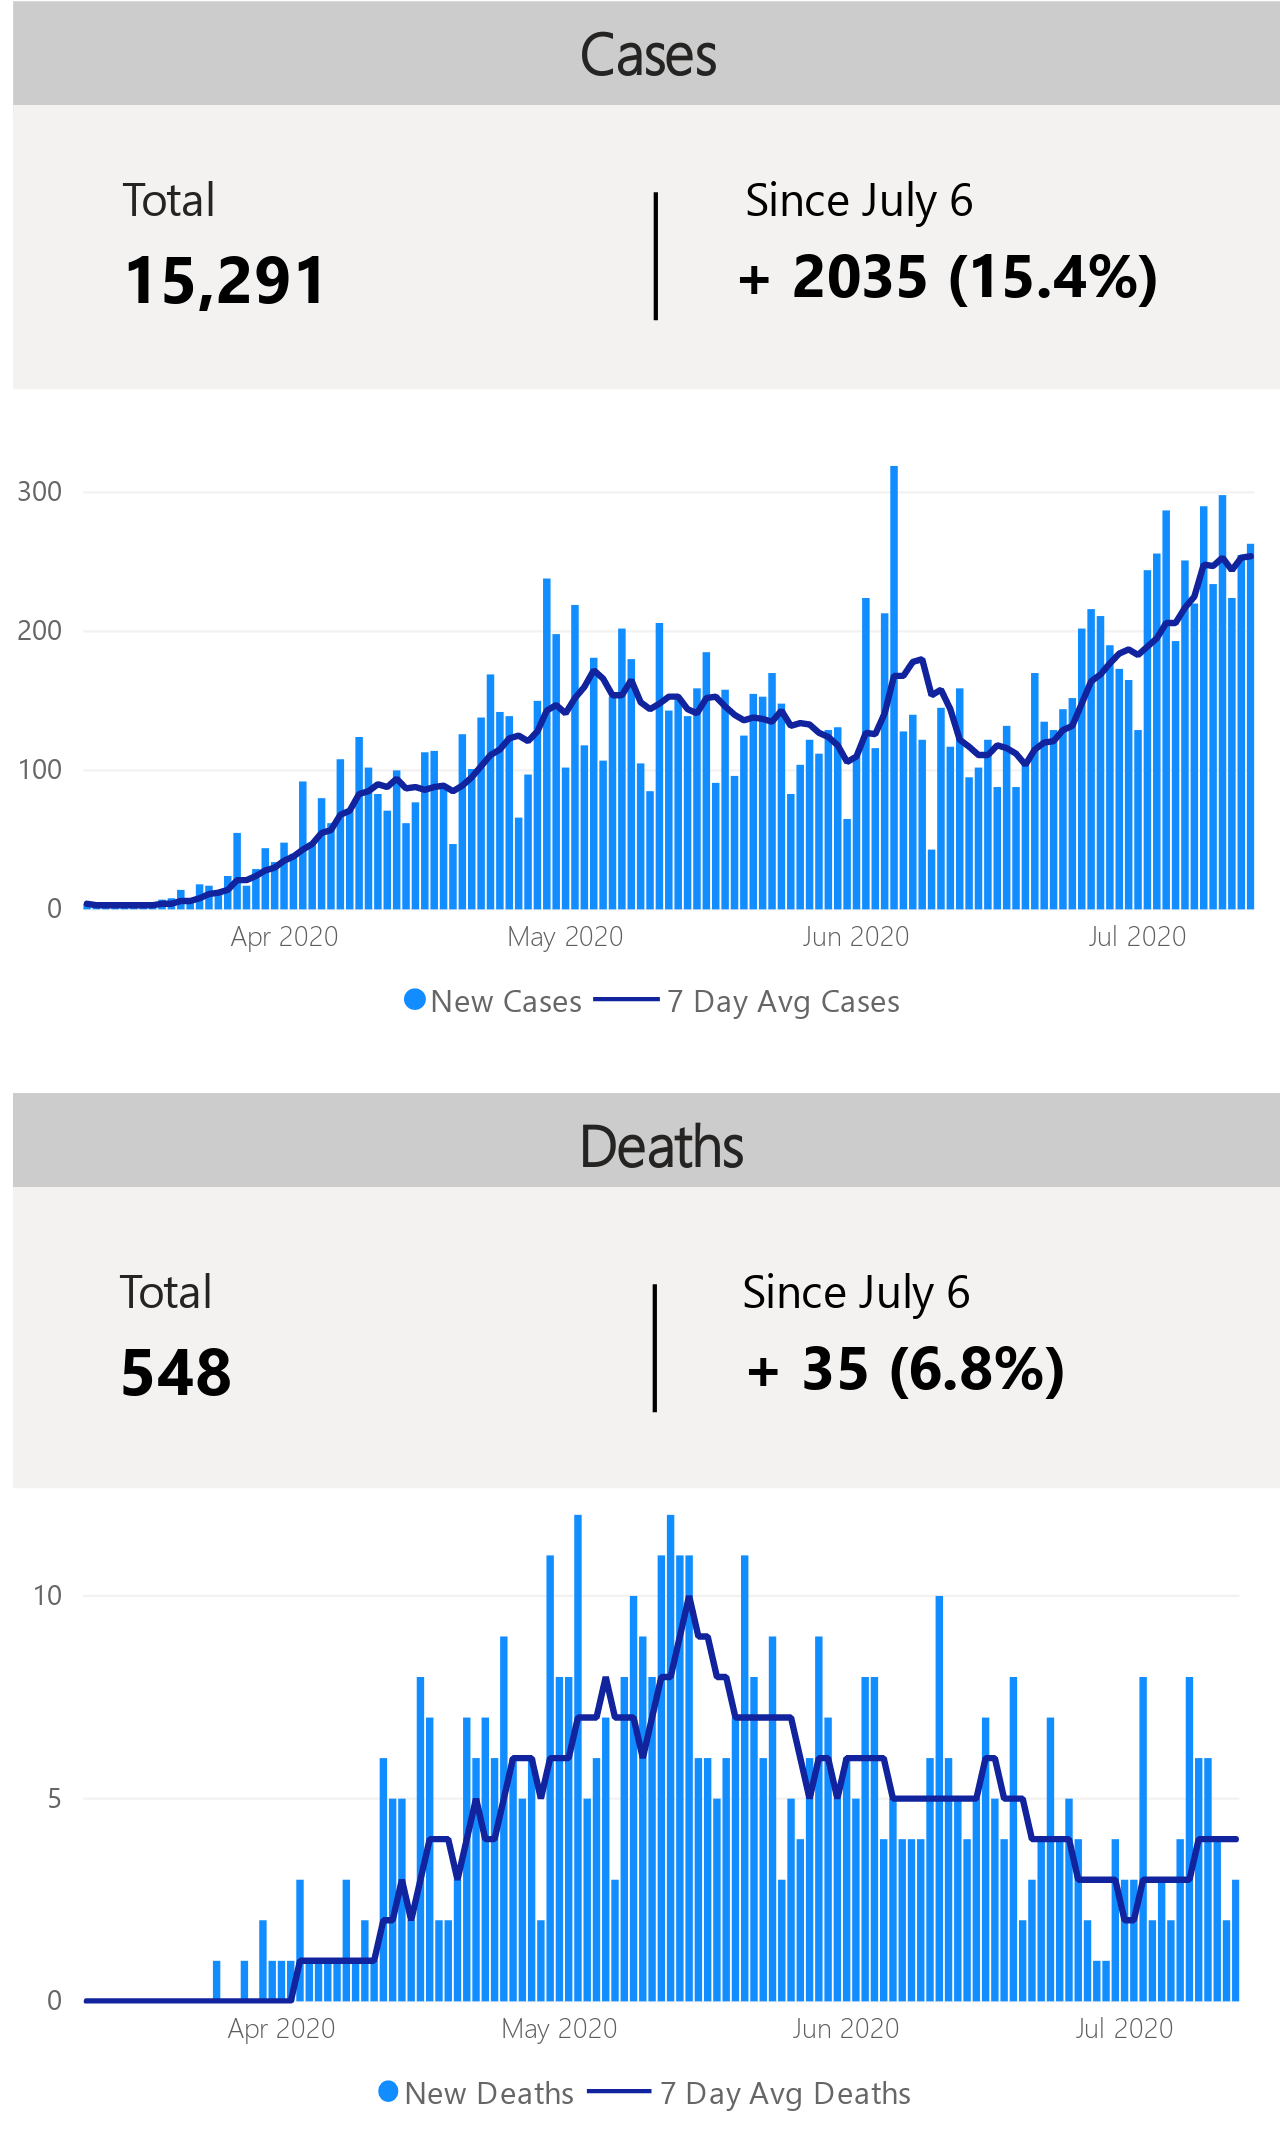 Cases
Total
Since July 6
15,291
+ 2035 (15.4%)
300
200
100
0
Apr 2020
May 2020
Jun 2020
Jul 2020
New Cases
7 Day Avg Cases
Deaths
Total
Since July 6
548
+ 35 (6.8%)
10
5
0
Apr 2020
May 2020
Jun 2020
Jul 2020
New Deaths
7 Day Avg Deaths